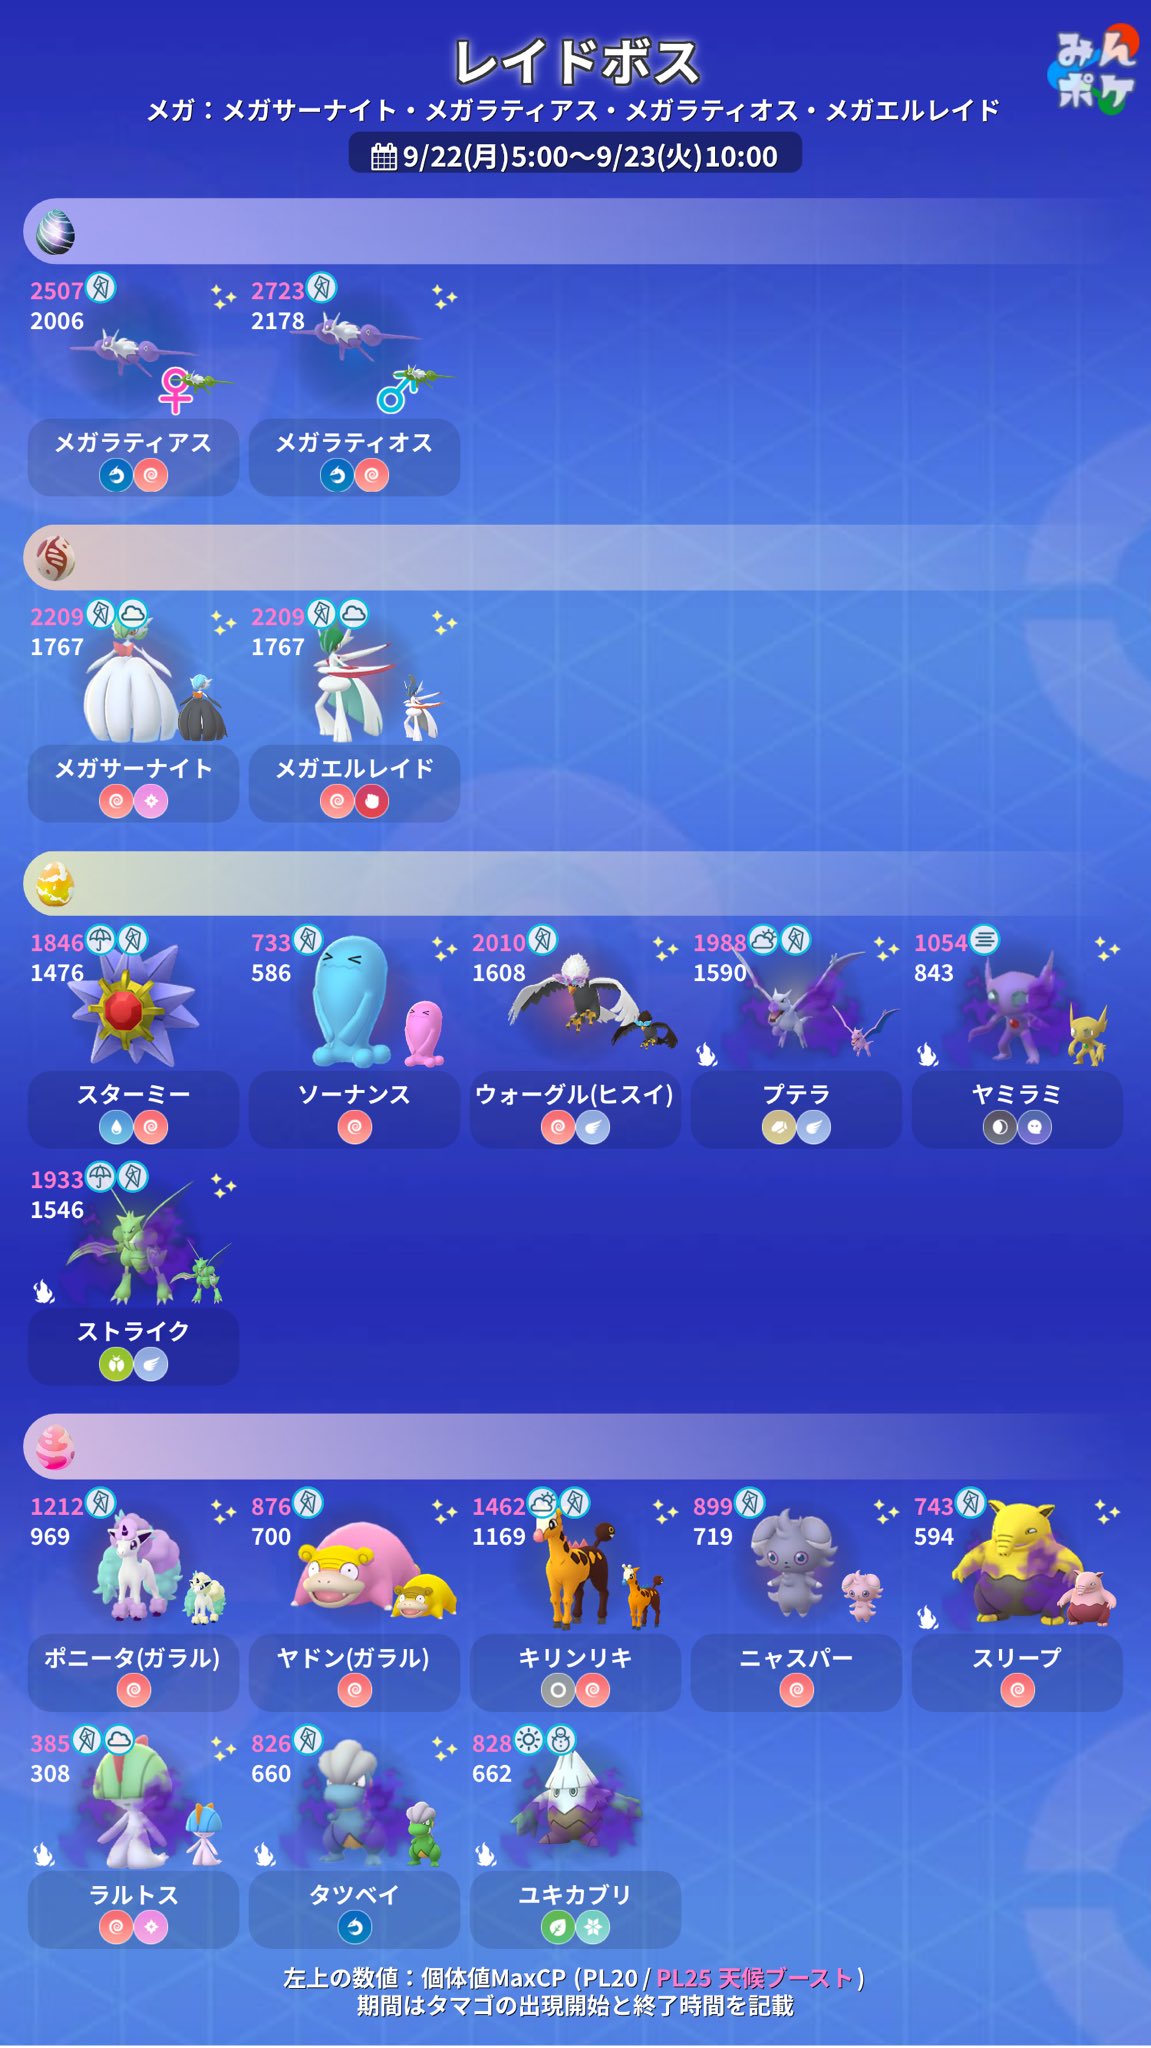 レイドボス
みん
ポケ
メガ：メガサーナイト・メガラティアス・メガラティオス・メガエルレイド
9/22(月)5:00〜9/23(火)10:00
2507
2006
2723
2178
メガラティアス
メガラティオス
2209
1767
2209
1767
メガサーナイト
メガエルレイド
1846
1476
733
586
2010
1608
1988
1590
1054
843
スターミー
ソーナンス
ウォーグル(ヒスイ)
プテラ
ヤミラミ
1933
1546
ストライク
1212
969
876
700
1462
1169
899
719
743
594
ポニータ(ガラル)
ヤドン(ガラル)
キリンリキ
ニャスパー
スリープ
385
308
826
660
828
662
ラルトス
タツベイ
ユキカブリ
左上の数値：個体値MaxCP (PL20 / PL25 天候ブースト)
期間はタマゴの出現開始と終了時間を記載